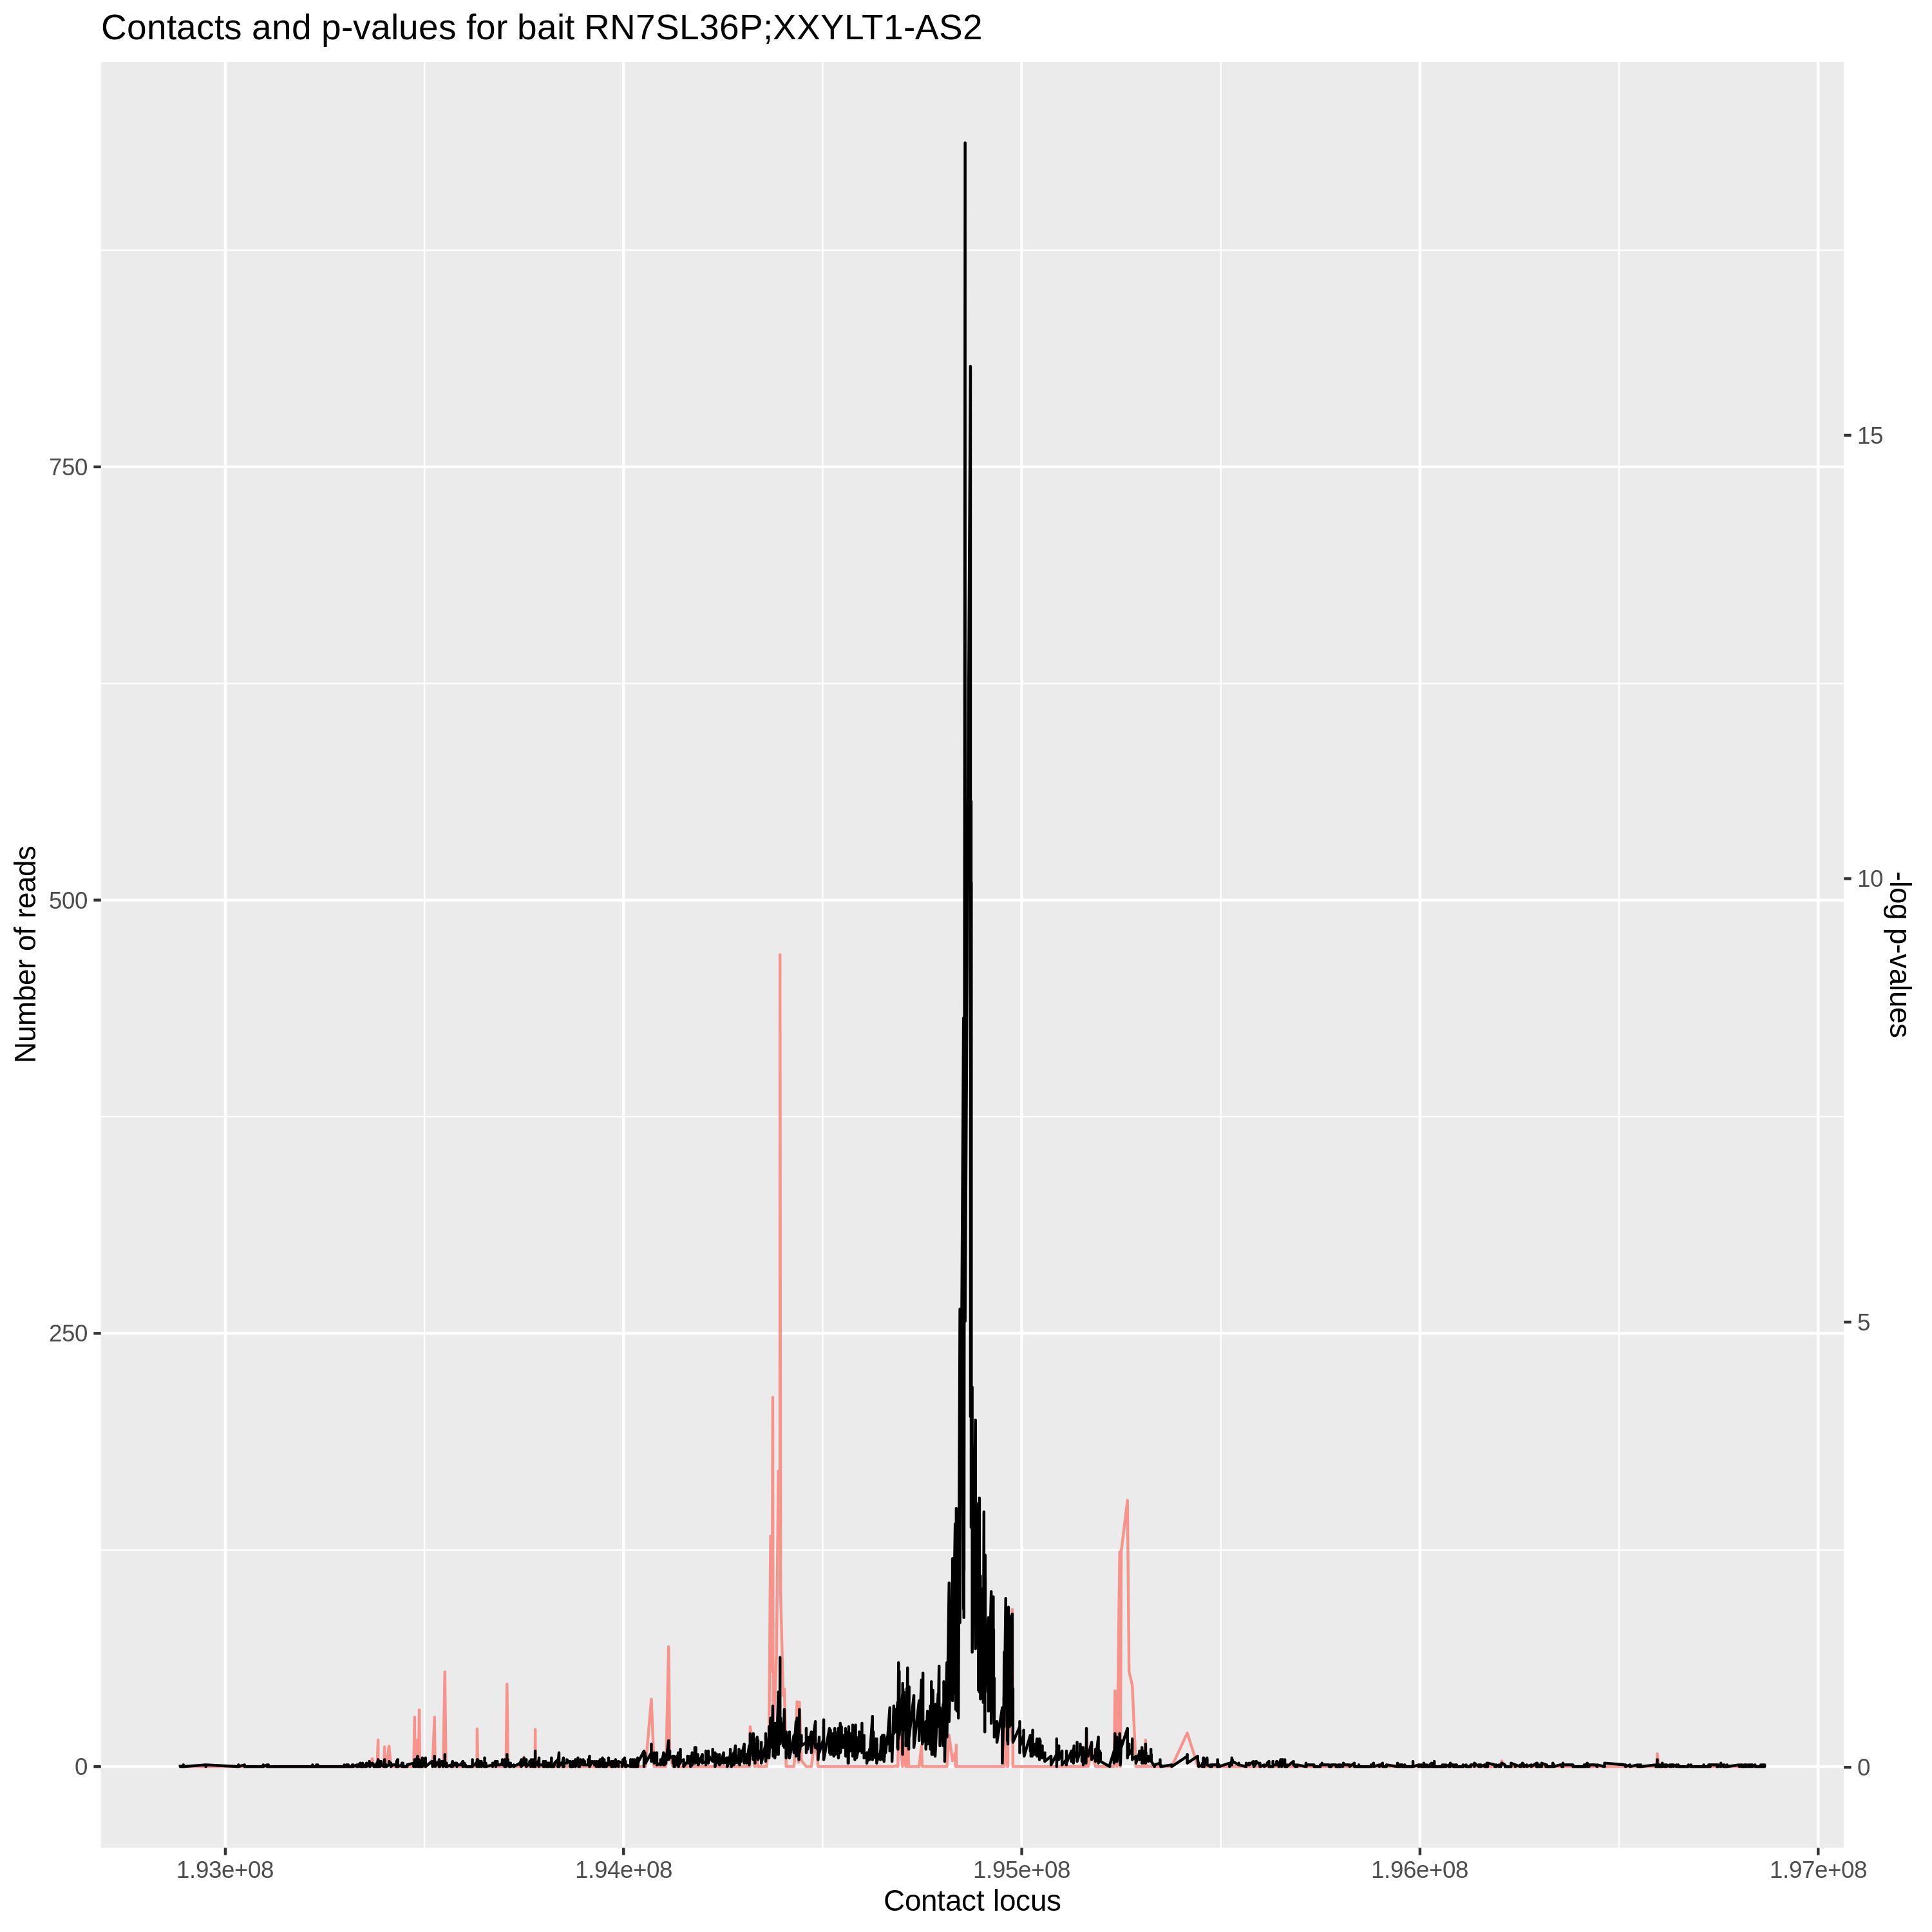 Contacts and p-values for bait RN7SL36P;XXYLT1-AS2
Number of reads
750
500
250
0
15
10
5
0
-log p-values
1.93e+08
1.94e+08
1.95e+08
1.96e+08
1.97e+08
Contact locus